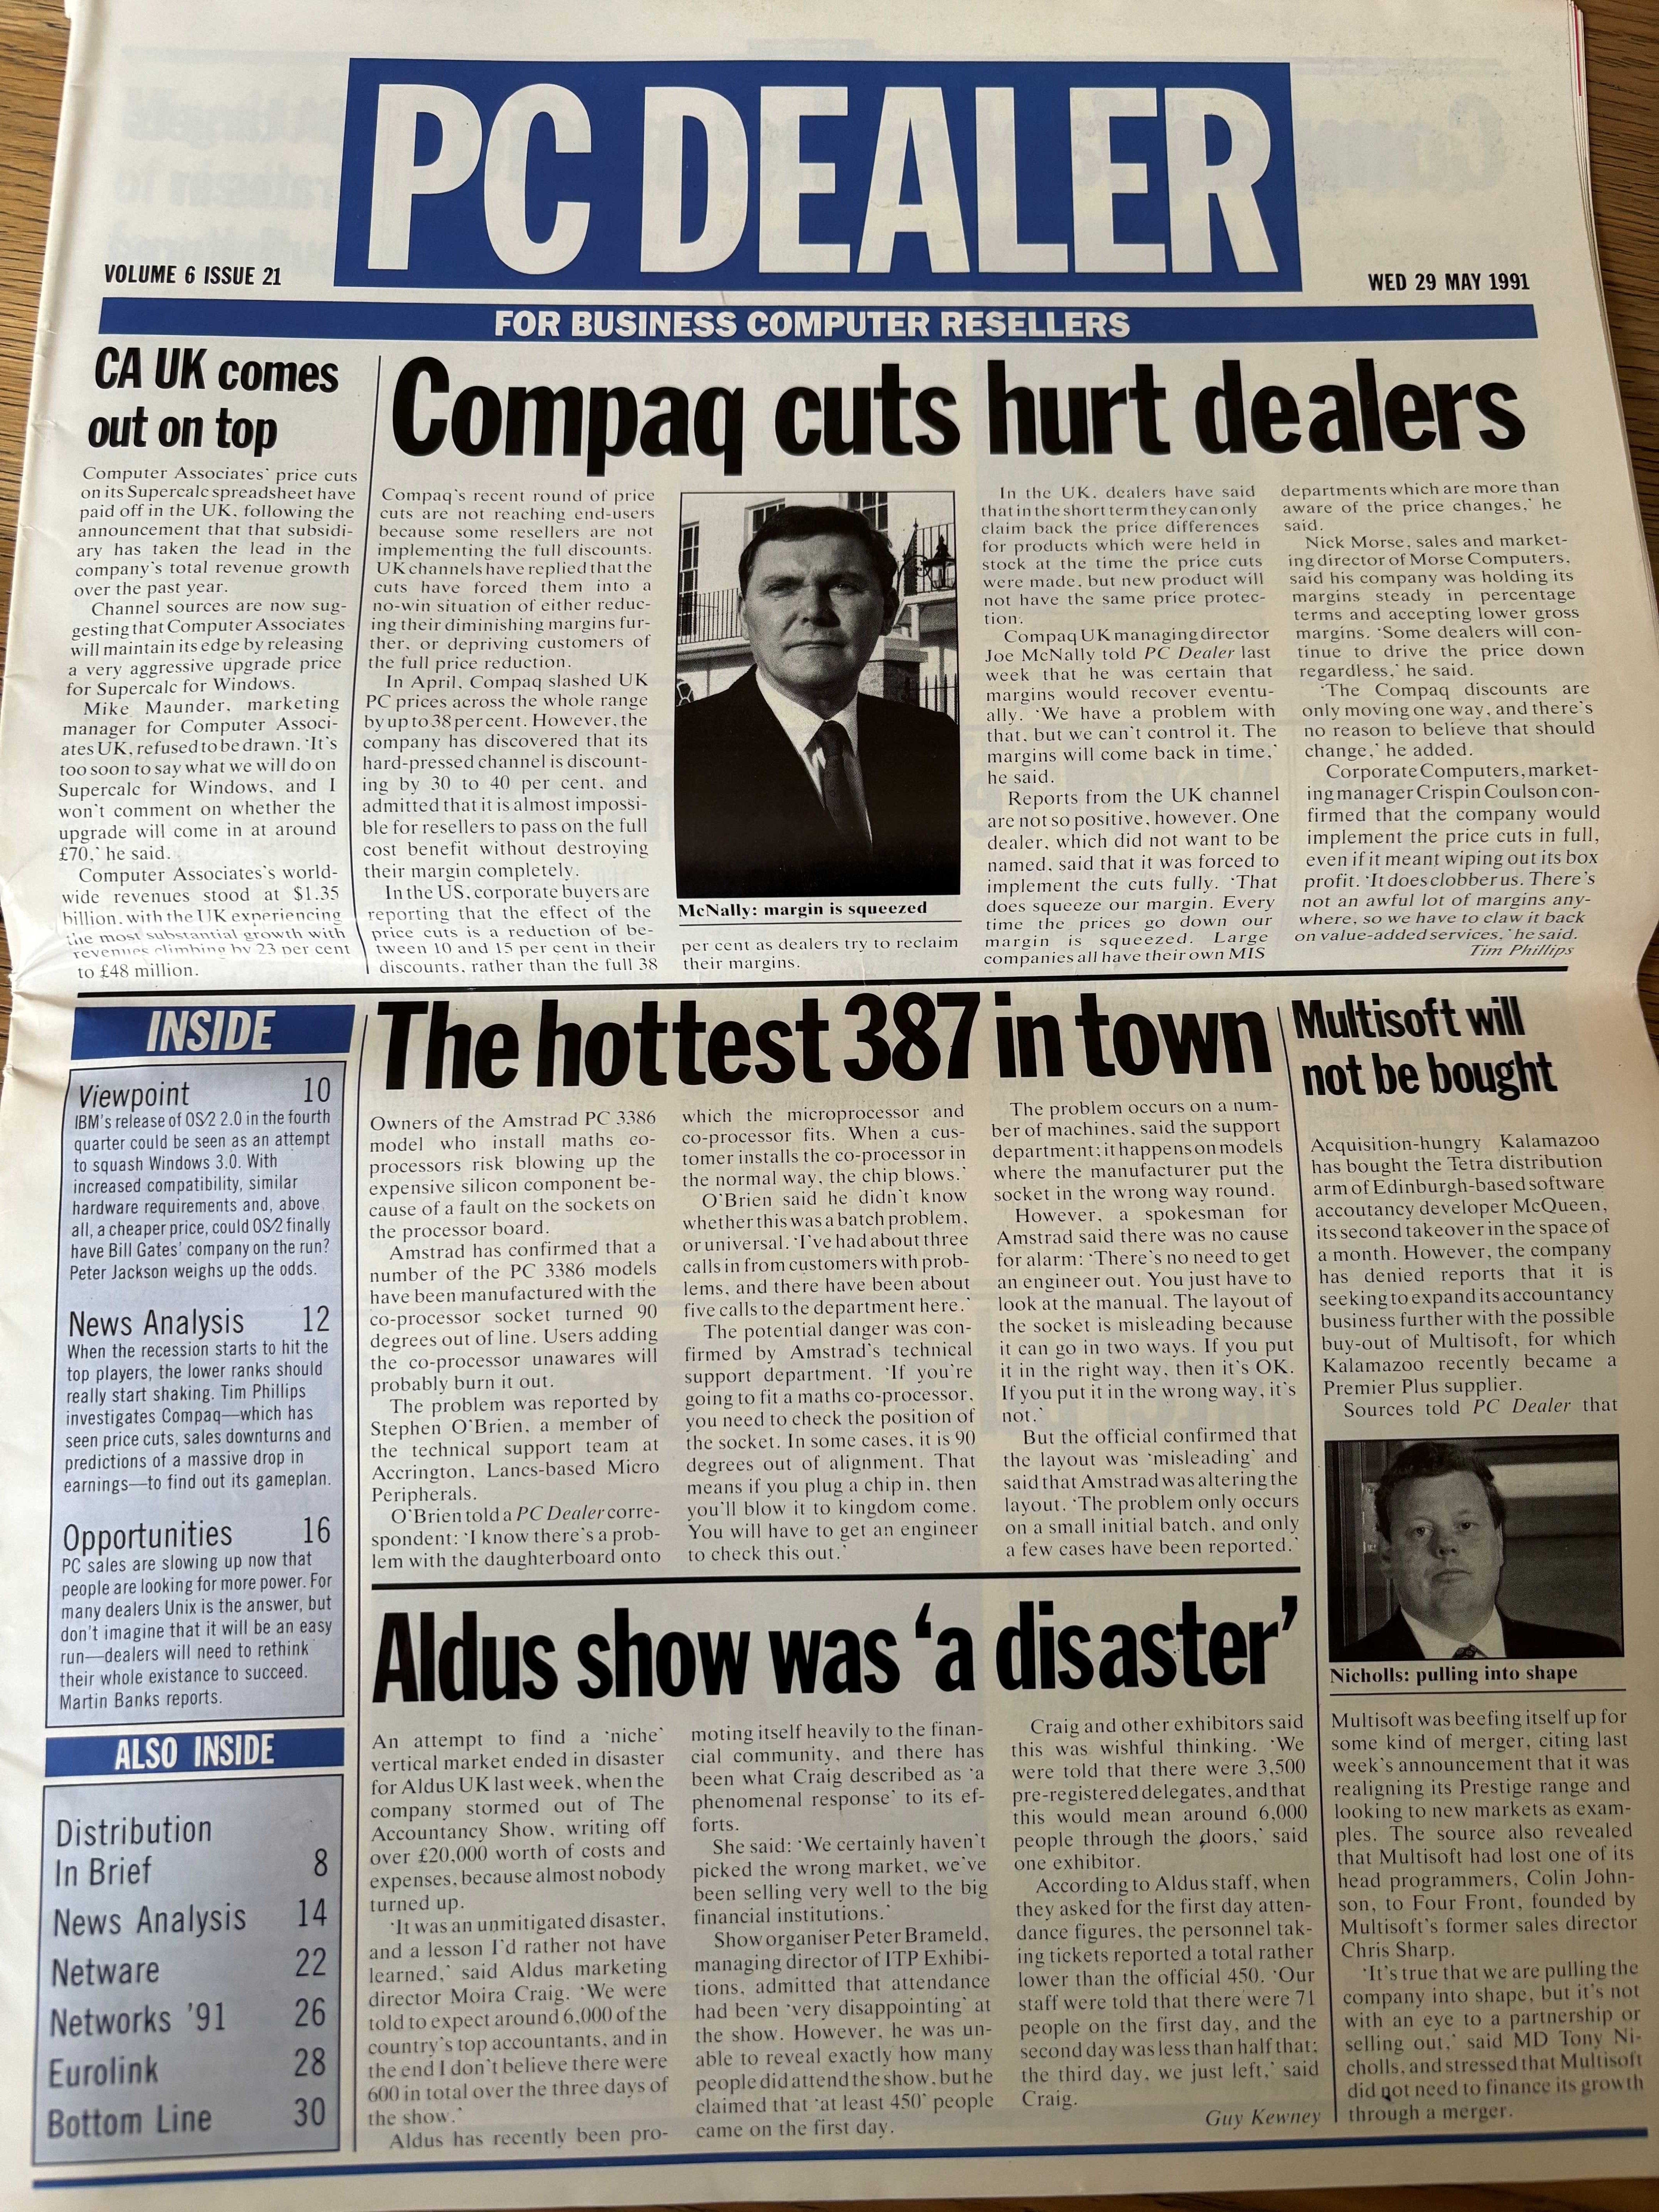 PC DEALER
VOLUME 6 ISSUE 21
WED 29 MAY 1991
FOR BUSINESS COMPUTER RESELLERS
CA UK comes
out on top
Computer Associates' price cuts
on its Supercalc spreadsheet have
paid off in the UK, following the
announcement that that subsidi-
ary has taken the lead in the
company's total revenue growth
over the past year.
Channel sources are now sug-
gesting that Computer Associates
will maintain its edge by releasing
a very aggressive upgrade price
for Supercalc for Windows.
Mike Maunder, marketing
manager for Computer Associ-
ates UK, refused to be drawn. 'It's
too soon to say what we will do on
Supercalc for Windows, and I
won't comment on whether the
upgrade will come in at around
£70,' he said.
Computer Associates's world-
wide revenues stood at $1.35
billion, with the UK experiencing
the most substantial growth with
revenues climbing by 23 per cent
to £48 million.
Compaq cuts hurt dealers
Compaq's recent round of price
cuts are not reaching end-users
because some resellers are not
implementing the full discounts.
UK channels have replied that the
cuts have forced them into a
no-win situation of either reduc-
ing their diminishing margins fur-
ther, or depriving customers of
the full price reduction.
In April, Compaq slashed UK
PC prices across the whole range
by up to 38 per cent. However, the
company has discovered that its
hard-pressed channel is discount-
ing by 30 to 40 per cent, and
admitted that it is almost impossi-
ble for resellers to pass on the full
cost benefit without destroying
their margin completely.
In the US, corporate buyers are
reporting that the effect of the
price cuts is a reduction of be-
tween 10 and 15 per cent in their
discounts, rather than the full 38
McNally: margin is squeezed
per cent as dealers try to reclaim
their margins.
In the UK, dealers have said
that in the short term they can only
claim back the price differences
for products which were held in
stock at the time the price cuts
were made, but new product will
not have the same price protec-
tion.
Compaq UK managing director
Joe McNally told PC Dealer last
week that he was certain that
margins would recover eventu-
ally. 'We have a problem with
that, but we can't control it. The
margins will come back in time,'
he said.
Reports from the UK channel
are not so positive, however. One
dealer, which did not want to be
named, said that it was forced to
implement the cuts fully. 'That
does squeeze our margin. Every
time the prices go down our
margin is squeezed. Large
companies all have their own MIS
departments which are more than
aware of the price changes,' he
said.
Nick Morse, sales and market-
ing director of Morse Computers,
said his company was holding its
margins steady in percentage
terms and accepting lower gross
margins. 'Some dealers will con-
tinue to drive the price down
regardless,' he said.
'The Compaq discounts are
only moving one way, and there's
no reason to believe that should
change,' he added.
Corporate Computers, market-
ing manager Crispin Coulson con-
firmed that the company would
implement the price cuts in full,
even if it meant wiping out its box
profit. 'It does clobber us. There's
not an awful lot of margins any-
where, so we have to claw it back
on value-added services,' he said.
Tim Phillips
INSIDE
Viewpoint 10
IBM's release of OS/2 2.0 in the fourth
quarter could be seen as an attempt
to squash Windows 3.0. With
increased compatibility, similar
hardware requirements and, above
all, a cheaper price, could OS/2 finally
have Bill Gates' company on the run?
Peter Jackson weighs up the odds.
News Analysis 12
When the recession starts to hit the
top players, the lower ranks should
really start shaking. Tim Phillips
investigates Compaq—which has
seen price cuts, sales downturns and
predictions of a massive drop in
earnings—to find out its gameplan.
Opportunities 16
PC sales are slowing up now that
people are looking for more power. For
many dealers Unix is the answer, but
don't imagine that it will be an easy
run—dealers will need to rethink
their whole existance to succeed.
Martin Banks reports.
ALSO INSIDE
Distribution
In Brief 8
News Analysis 14
Netware 22
Networks '91 26
Eurolink 28
Bottom Line 30
The hottest 387 in town
Owners of the Amstrad PC 3386
model who install maths co-
processors risk blowing up the
expensive silicon component be-
cause of a fault on the sockets on
the processor board.
Amstrad has confirmed that a
number of the PC 3386 models
have been manufactured with the
co-processor socket turned 90
degrees out of line. Users adding
the co-processor unawares will
probably burn it out.
The problem was reported by
Stephen O'Brien, a member of
the technical support team at
Accrington, Lancs-based Micro
Peripherals.
O'Brien told a PC Dealer corre-
spondent: 'I know there's a prob-
lem with the daughterboard onto
which the microprocessor and
co-processor fits. When a cus-
tomer installs the co-processor in
the normal way, the chip blows.'
O'Brien said he didn't know
whether this was a batch problem,
or universal. 'I've had about three
calls in from customers with prob-
lems, and there have been about
five calls to the department here.'
The potential danger was con-
firmed by Amstrad's technical
support department. 'If you're
going to fit a maths co-processor,
you need to check the position of
the socket. In some cases, it is 90
degrees out of alignment. That
means if you plug a chip in, then
you'll blow it to kingdom come.
You will have to get an engineer
to check this out.'
The problem occurs on a num-
ber of machines, said the support
department; it happens on models
where the manufacturer put the
socket in the wrong way round.
However, a spokesman for
Amstrad said there was no cause
for alarm: 'There's no need to get
an engineer out. You just have to
look at the manual. The layout of
the socket is misleading because
it can go in two ways. If you put
it in the right way, then it's OK.
If you put it in the wrong way, it's
not.'
But the official confirmed that
the layout was 'misleading' and
said that Amstrad was altering the
layout. 'The problem only occurs
on a small initial batch, and only
a few cases have been reported.'
Aldus show was 'a disaster'
An attempt to find a 'niche'
vertical market ended in disaster
for Aldus UK last week, when the
company stormed out of The
Accountancy Show, writing off
over £20,000 worth of costs and
expenses, because almost nobody
turned up.
'It was an unmitigated disaster,
and a lesson I'd rather not have
learned,' said Aldus marketing
director Moira Craig. 'We were
told to expect around 6,000 of the
country's top accountants, and in
the end I don't believe there were
600 in total over the three days of
the show.'
Aldus has recently been pro-
moting itself heavily to the finan-
cial community, and there has
been what Craig described as 'a
phenomenal response' to its ef-
forts.
She said: 'We certainly haven't
picked the wrong market, we've
been selling very well to the big
financial institutions.'
Show organiser Peter Brameld,
managing director of ITP Exhibi-
tions, admitted that attendance
had been 'very disappointing' at
the show. However, he was un-
able to reveal exactly how many
people did attend the show, but he
claimed that 'at least 450' people
came on the first day.
Craig and other exhibitors said
this was wishful thinking. 'We
were told that there were 3,500
pre-registered delegates, and that
this would mean around 6,000
people through the doors,' said
one exhibitor.
According to Aldus staff, when
they asked for the first day atten-
dance figures, the personnel tak-
ing tickets reported a total rather
lower than the official 450. 'Our
staff were told that there were 71
people on the first day, and the
second day was less than half that;
the third day, we just left,' said
Craig.
Guy Kewney
Multisoft will
not be bought
Acquisition-hungry Kalamazoo
has bought the Tetra distribution
arm of Edinburgh-based software
accoutancy developer McQueen,
its second takeover in the space of
a month. However, the company
has denied reports that it is
seeking to expand its accountancy
business further with the possible
buy-out of Multisoft, for which
Kalamazoo recently became a
Premier Plus supplier.
Sources told PC Dealer that
Nicholls: pulling into shape
Multisoft was beefing itself up for
some kind of merger, citing last
week's announcement that it was
realigning its Prestige range and
looking to new markets as exam-
ples. The source also revealed
that Multisoft had lost one of its
head programmers, Colin John-
son, to Four Front, founded by
Multisoft's former sales director
Chris Sharp.
'It's true that we are pulling the
company into shape, but it's not
with an eye to a partnership or
selling out,' said MD Tony Ni-
cholls, and stressed that Multisoft
did not need to finance its growth
through a merger.